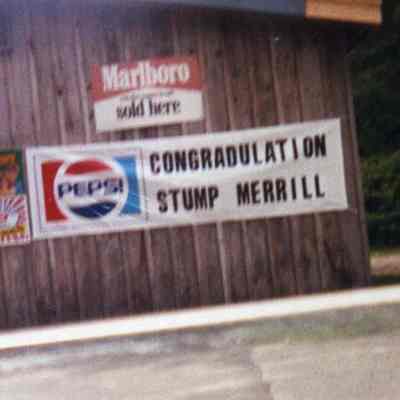 Marlboro
sold here
PEPSI
CONGRADULATION
STUMP MERRILL